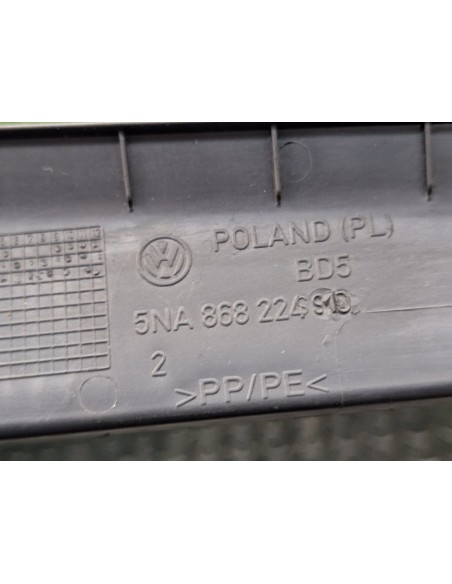 POLAND (PL)
BD5
5NA 868 224
2
>PP/PE<